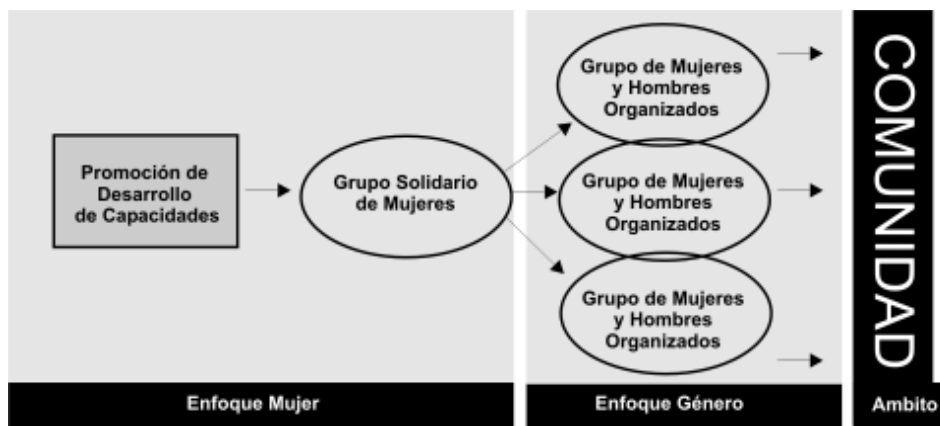 Promoción de
Desarrollo
de Capacidades
Grupo Solidario
de Mujeres
Grupo de Mujeres
y Hombres
Organizados
Grupo de Mujeres
y Hombres
Organizados
Grupo de Mujeres
y Hombres
Organizados
COMUNIDAD
Enfoque Mujer
Enfoque Género
Ambito